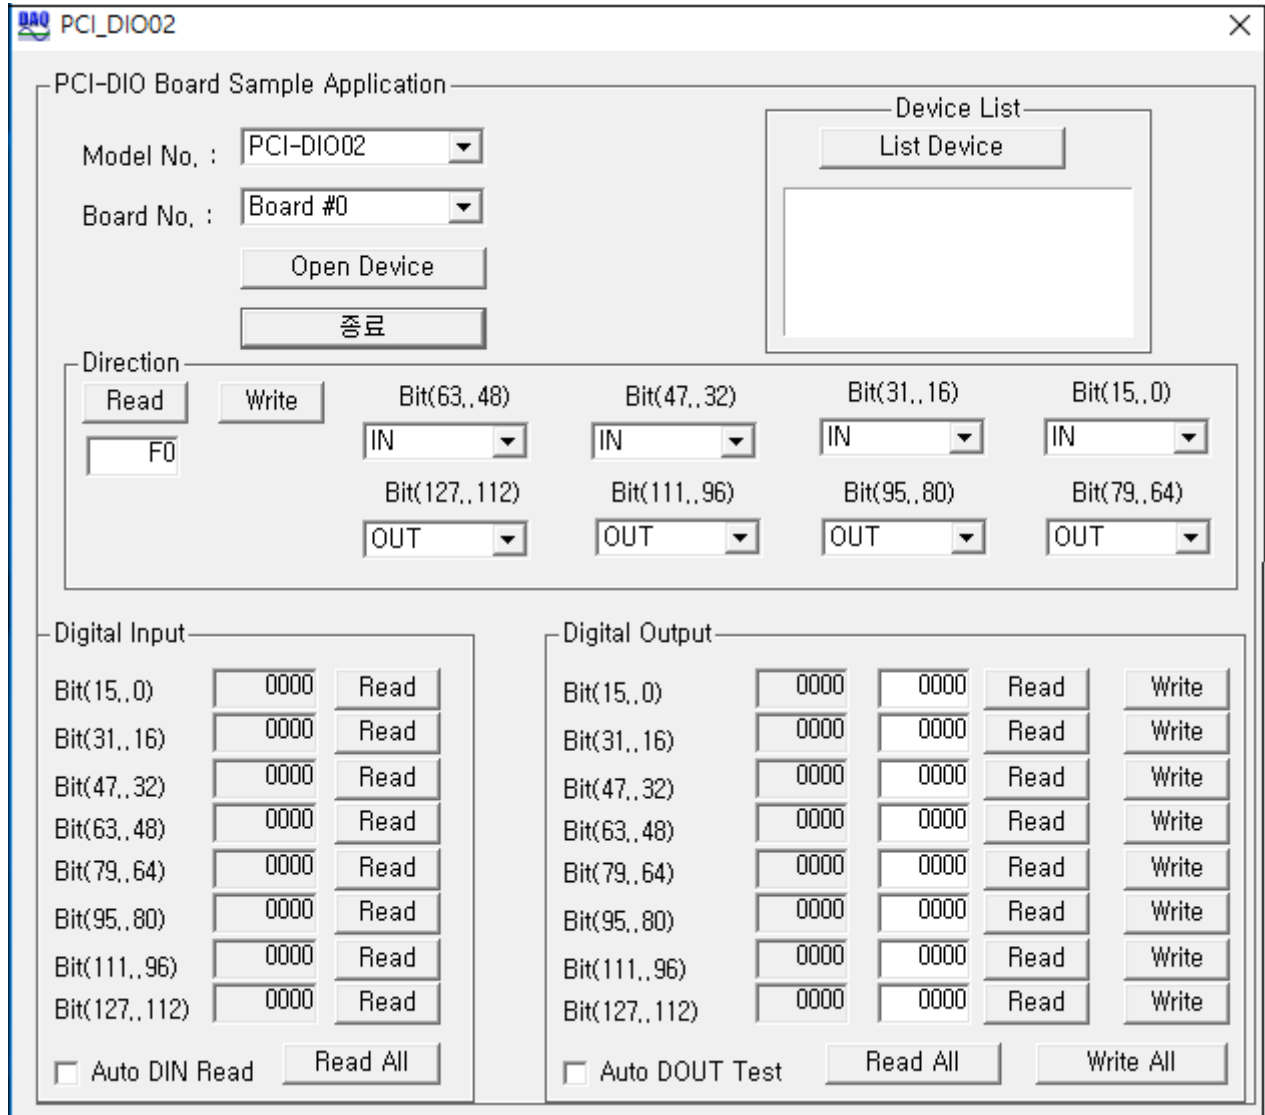 DAQ PCI_DIO02
PCI-DIO Board Sample Application
Model No, : PCI-DIO02
Board No, : Board #0
Open Device
종료
Device List
List Device
Direction
Read Write
F0
Bit(63,,48) Bit(47,,32) Bit(31,,16) Bit(15,,0)
IN IN IN IN
Bit(127,,112) Bit(111,,96) Bit(95,,80) Bit(79,,64)
OUT OUT OUT OUT
Digital Input
Bit(15,,0) 0000 Read
Bit(31,,16) 0000 Read
Bit(47,,32) 0000 Read
Bit(63,,48) 0000 Read
Bit(79,,64) 0000 Read
Bit(95,,80) 0000 Read
Bit(111,,96) 0000 Read
Bit(127,,112) 0000 Read
Auto DIN Read Read All
Digital Output
Bit(15,,0) 0000 0000 Read Write
Bit(31,,16) 0000 0000 Read Write
Bit(47,,32) 0000 0000 Read Write
Bit(63,,48) 0000 0000 Read Write
Bit(79,,64) 0000 0000 Read Write
Bit(95,,80) 0000 0000 Read Write
Bit(111,,96) 0000 0000 Read Write
Bit(127,,112) 0000 0000 Read Write
Auto DOUT Test Read All Write All